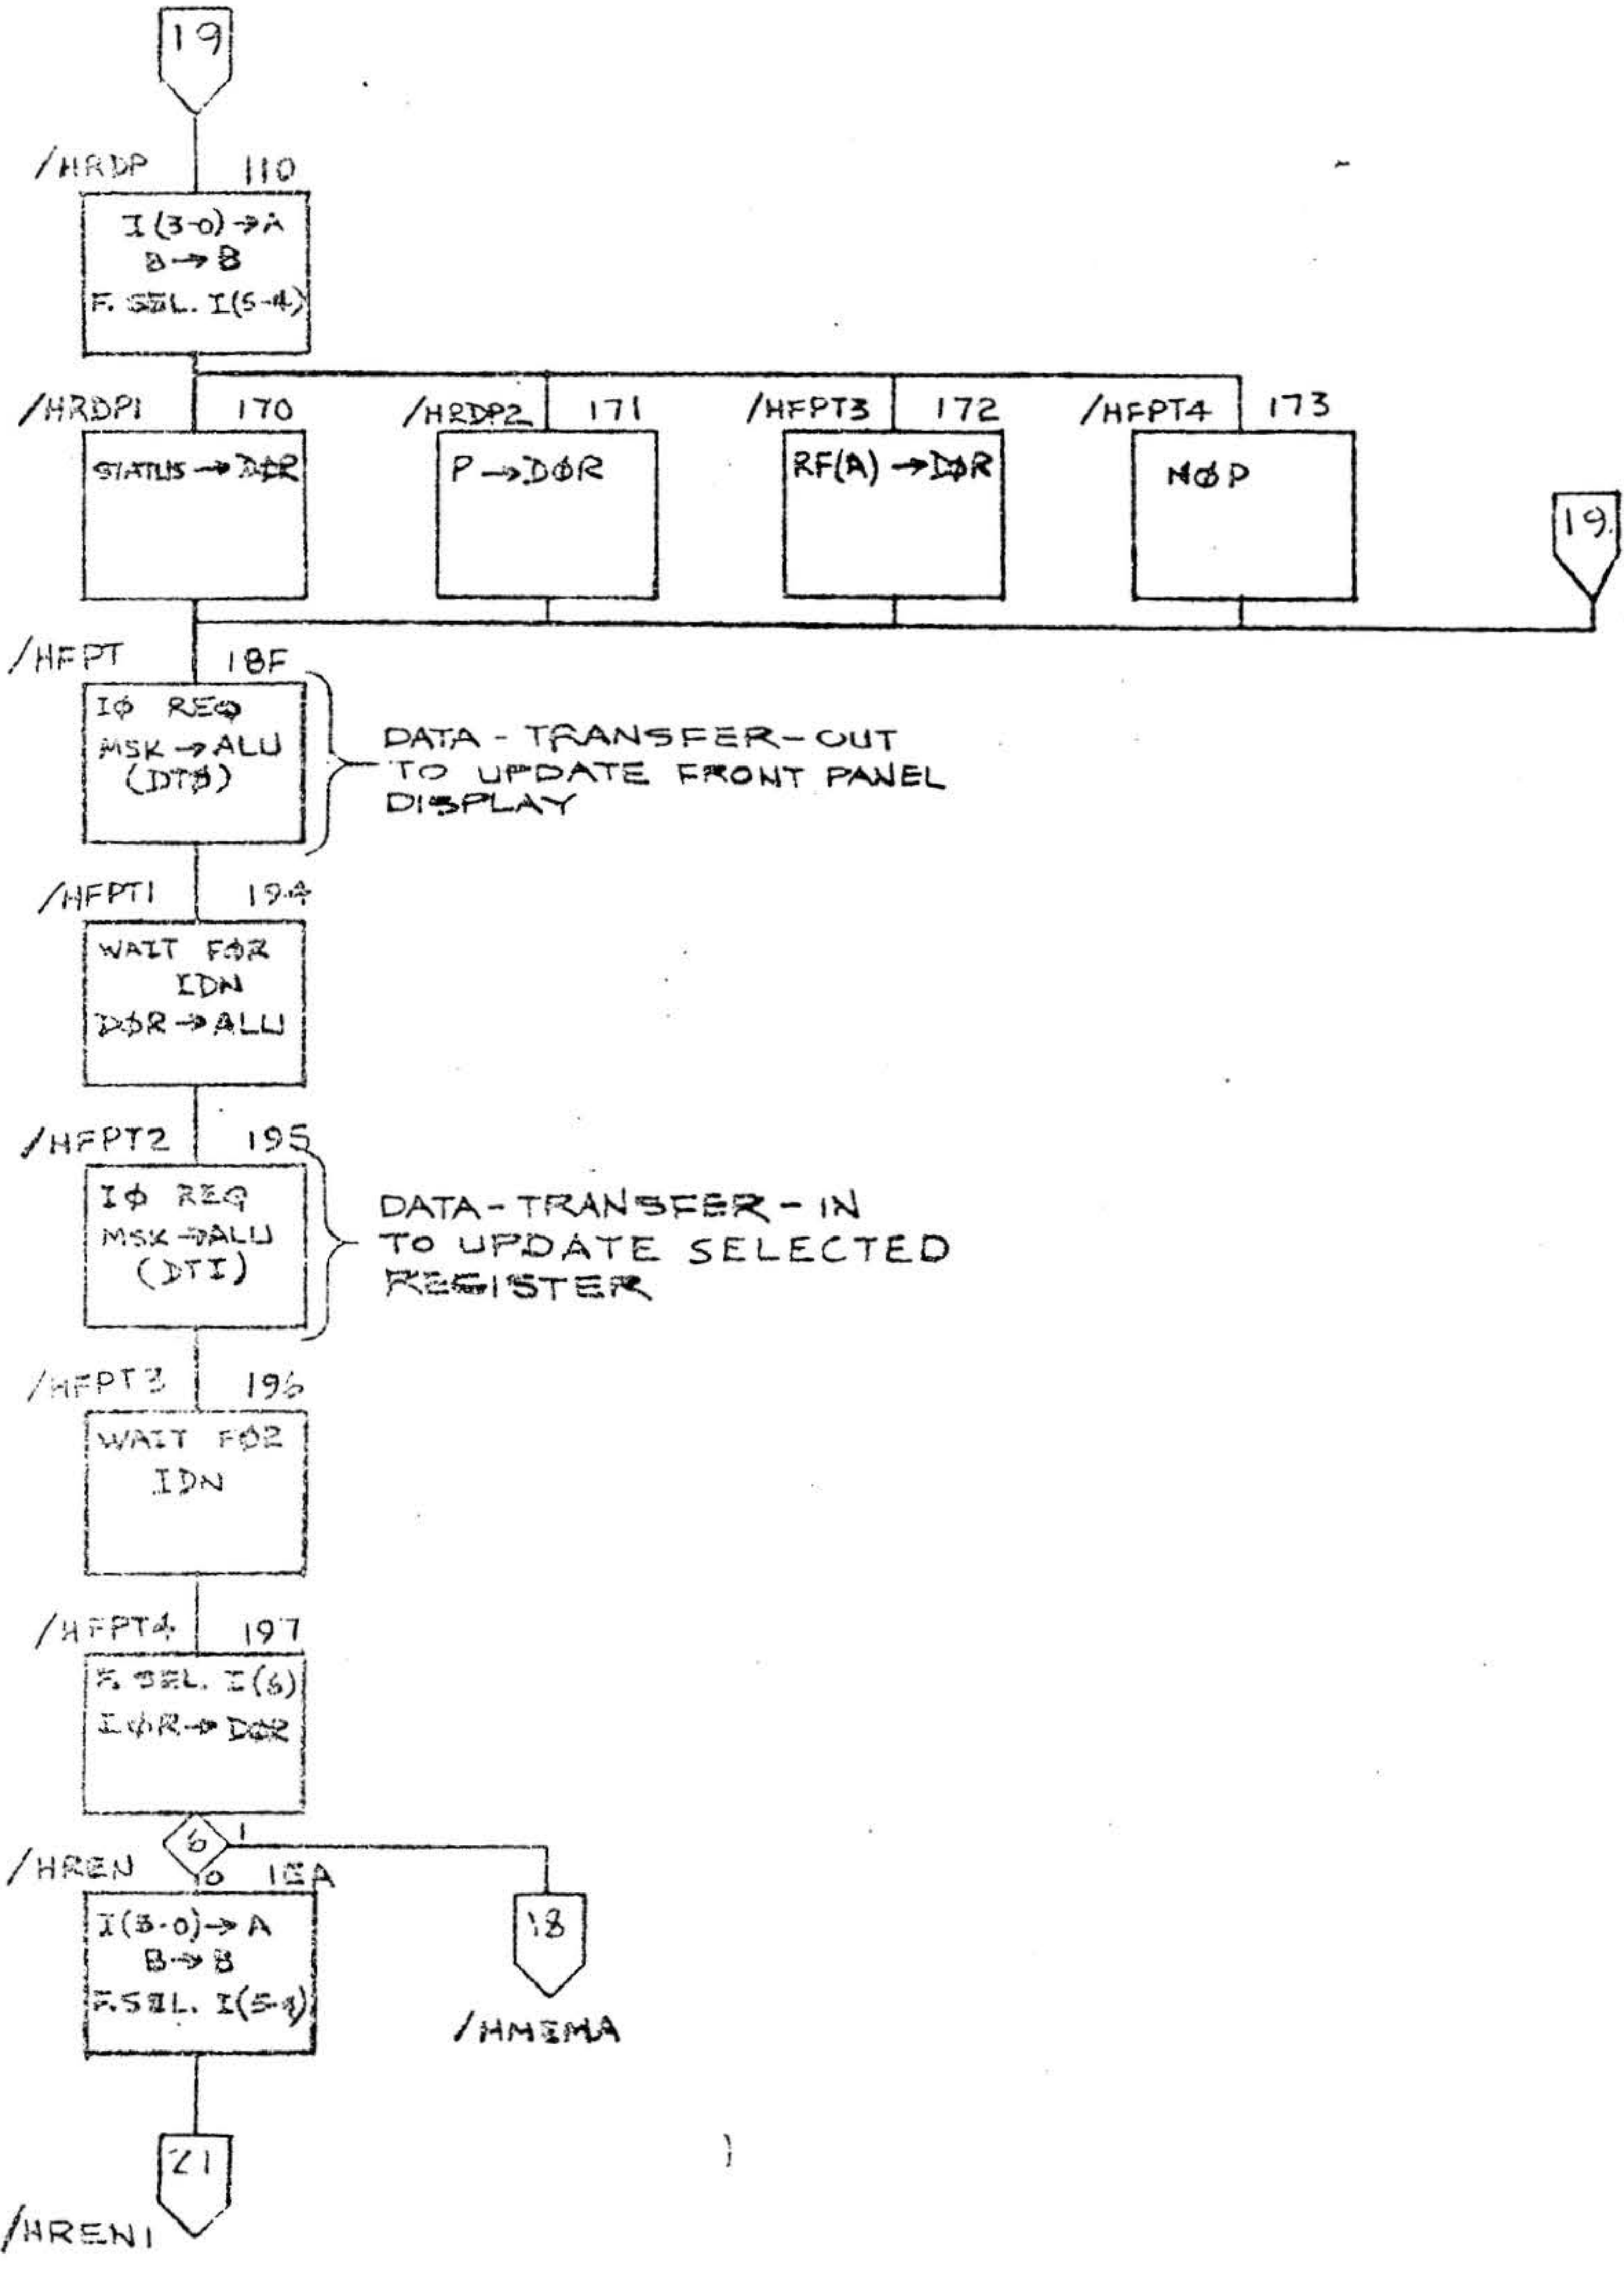 19
/HRDP 110
I(3-0)→A
B→B
F. SEL. I(5-4)
/HRDP1 170
STATUS→DØR
/HRDP2 171
P→DØR
/HFPT3 172
RF(A)→DØR
/HFPT4 173
NØP
19
/HFPT 18F
IØ REQ
MSK→ALU
(DTØ)
DATA-TRANSFER-OUT
TO UPDATE FRONT PANEL
DISPLAY
/HFPT1 194
WAIT FØR
IDN
DØR→ALU
/HFPT2 195
IØ REQ
MSK→ALU
(DTI)
DATA-TRANSFER-IN
TO UPDATE SELECTED
REGISTER
/HFPT3 196
WAIT FØR
IDN
/HFPT4 197
F. SEL. I(6)
IØR→DØR
6 1
0
/HREN 1EA
I(3-0)→A
B→B
F.SEL. I(5-4)
18
/HMEMA
21
/HREN1